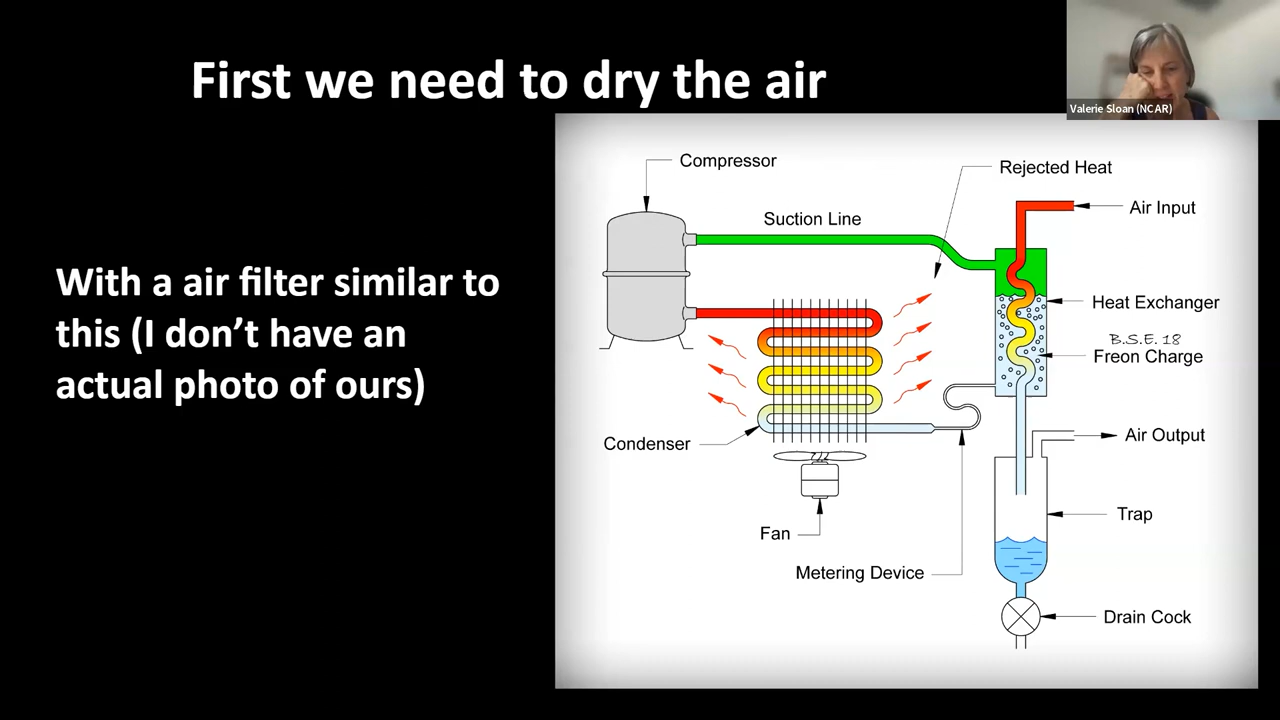 First we need to dry the air
Valerie Sloan (NCAR)
With a air filter similar to
this (I don’t have an
actual photo of ours)
Compressor
Rejected Heat
Air Input
Suction Line
Heat Exchanger
B.S.E. 18
Freon Charge
Condenser
Air Output
Trap
Fan
Metering Device
Drain Cock